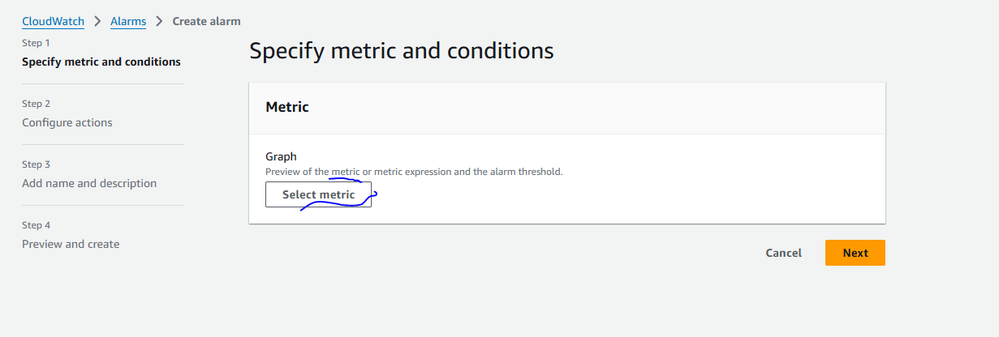 CloudWatch > Alarms > Create alarm
Step 1
Specify metric and conditions
Step 2
Configure actions
Step 3
Add name and description
Step 4
Preview and create
Specify metric and conditions
Metric
Graph
Preview of the metric or metric expression and the alarm threshold.
Select metric
Cancel
Next